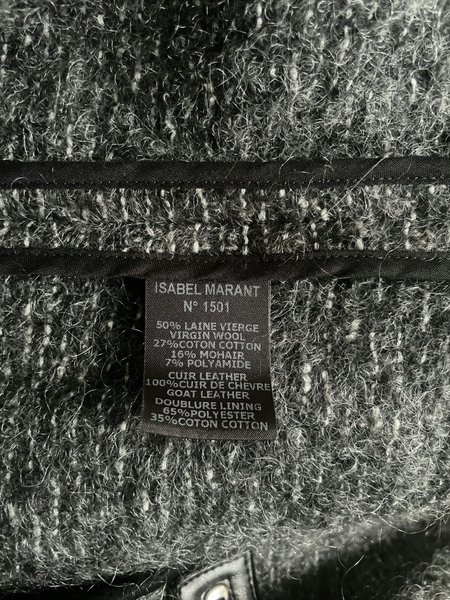 ISABEL MARANT
N° 1501
50% LAINE VIERGE
VIRGIN WOOL
27%COTON COTTON
16% MOHAIR
7% POLYAMIDE
CUIR LEATHER
100%CUIR DE CHEVRE
GOAT LEATHER
DOUBLURE LINING
65%POLYESTER
35%COTON COTTON